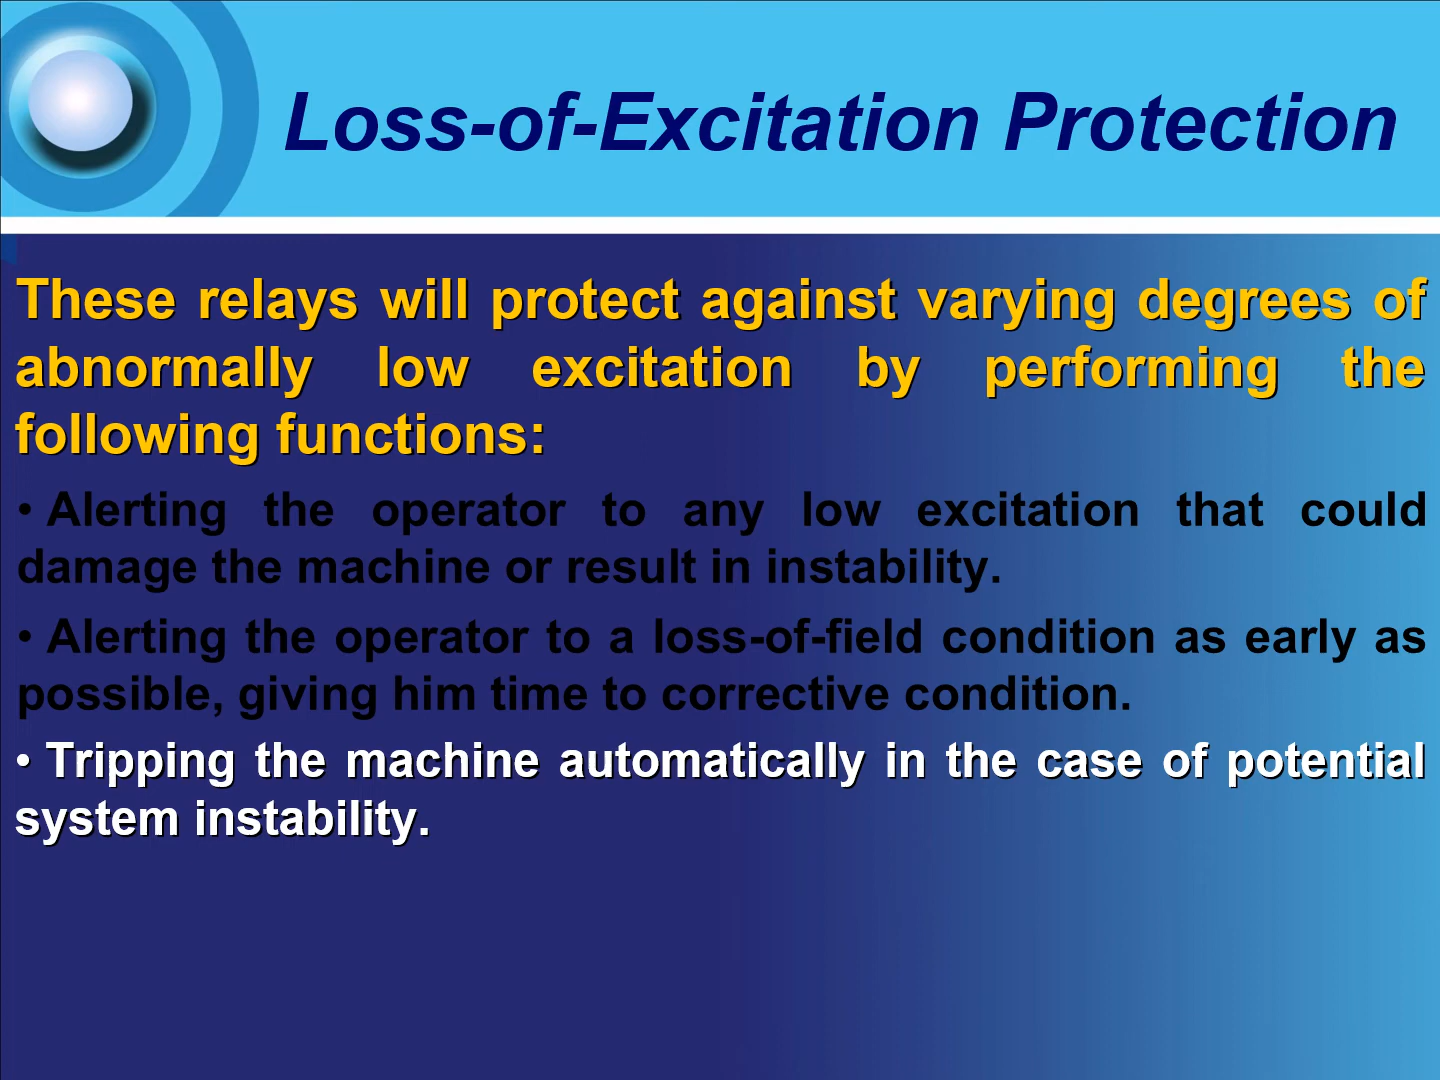 Loss-of-Excitation Protection
These relays will protect against varying degrees of
abnormally low excitation by performing the
following functions:
• Alerting the operator to any low excitation that could
damage the machine or result in instability.
• Alerting the operator to a loss-of-field condition as early as
possible, giving him time to corrective condition.
• Tripping the machine automatically in the case of potential
system instability.